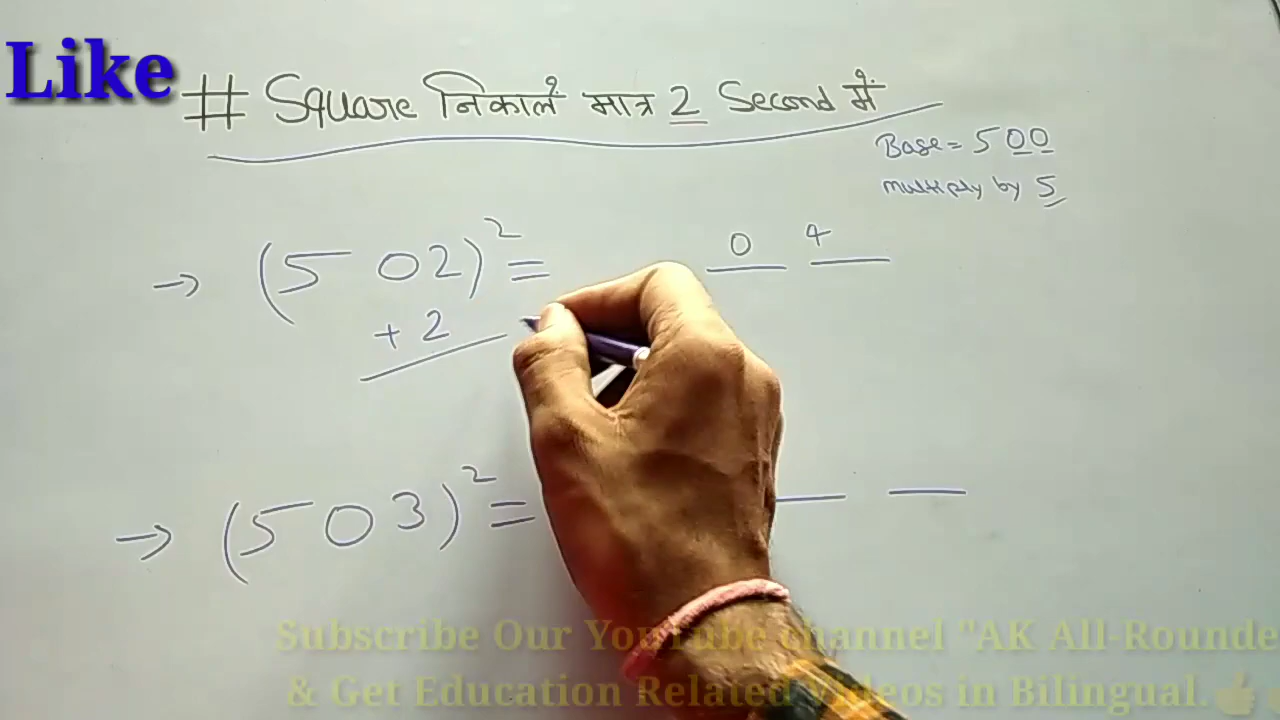 Like
# Square निकालें मात्र 2 Second में
Base = 500
multiply by 5
→ (502)² = 0 4
+ 2
→ (503)² =
Subscribe Our YouTube channel "AK All-Rounde
& Get Education Related Videos in Bilingual.👍